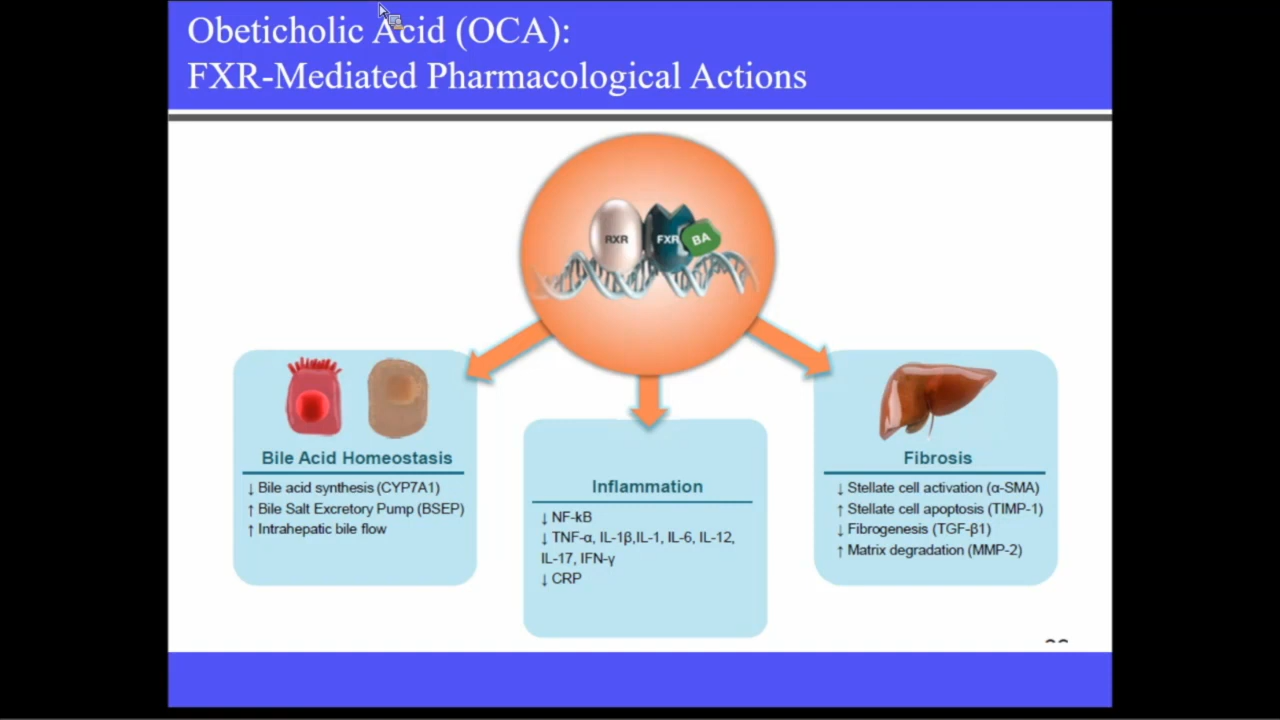 Obeticholic Acid (OCA):
FXR-Mediated Pharmacological Actions
RXR
FXR
BA
Bile Acid Homeostasis
↓ Bile acid synthesis (CYP7A1)
↑ Bile Salt Excretory Pump (BSEP)
↑ Intrahepatic bile flow
Inflammation
↓ NF-kB
↓ TNF-α, IL-1β,IL-1, IL-6, IL-12,
IL-17, IFN-γ
↓ CRP
Fibrosis
↓ Stellate cell activation (α-SMA)
↑ Stellate cell apoptosis (TIMP-1)
↓ Fibrogenesis (TGF-β1)
↑ Matrix degradation (MMP-2)